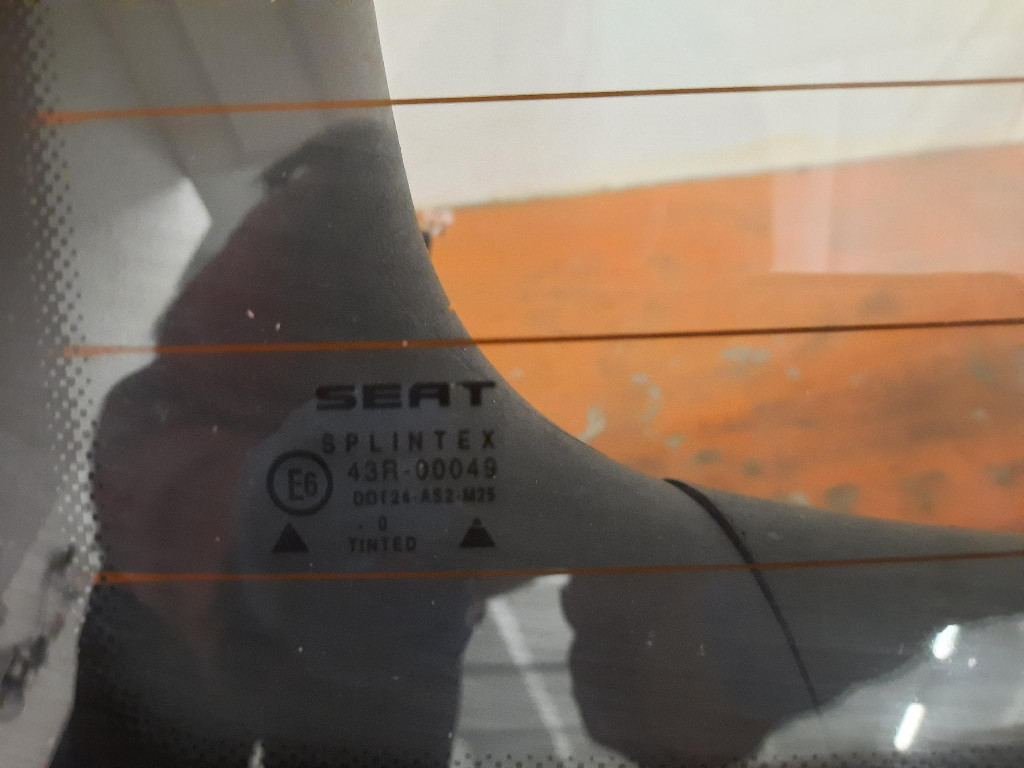 SEAT
SPLINTEX
E6 43R-00049
DOT24-AS2-M25
. 0
TINTED